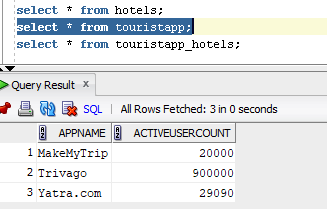 select * from hotels;
select * from touristapp;
select * from touristapp_hotels;
Query Result x
SQL | All Rows Fetched: 3 in 0 seconds
APPNAME ACTIVEUSERCOUNT
1 MakeMyTrip 20000
2 Trivago 900000
3 Yatra.com 29090